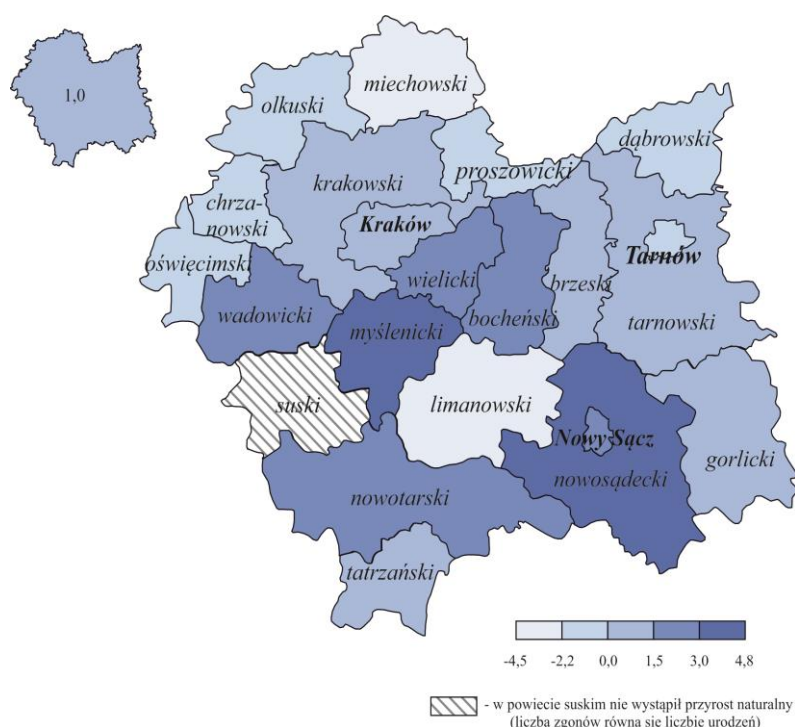 1,0
miechowski
olkuski
dąbrowski
proszowicki
krakowski
chrza-
nowski
Kraków
Tarnów
oświęcimski
wielicki
brzeski
wadowicki
myślenicki
bocheński
tarnowski
suski
limanowski
Nowy Sącz
gorlicki
nowosądecki
nowotarski
tatrzański
-4,5 -2,2 0,0 1,5 3,0 4,8
- w powiecie suskim nie wystąpił przyrost naturalny
(liczba zgonów równa się liczbie urodzeń)